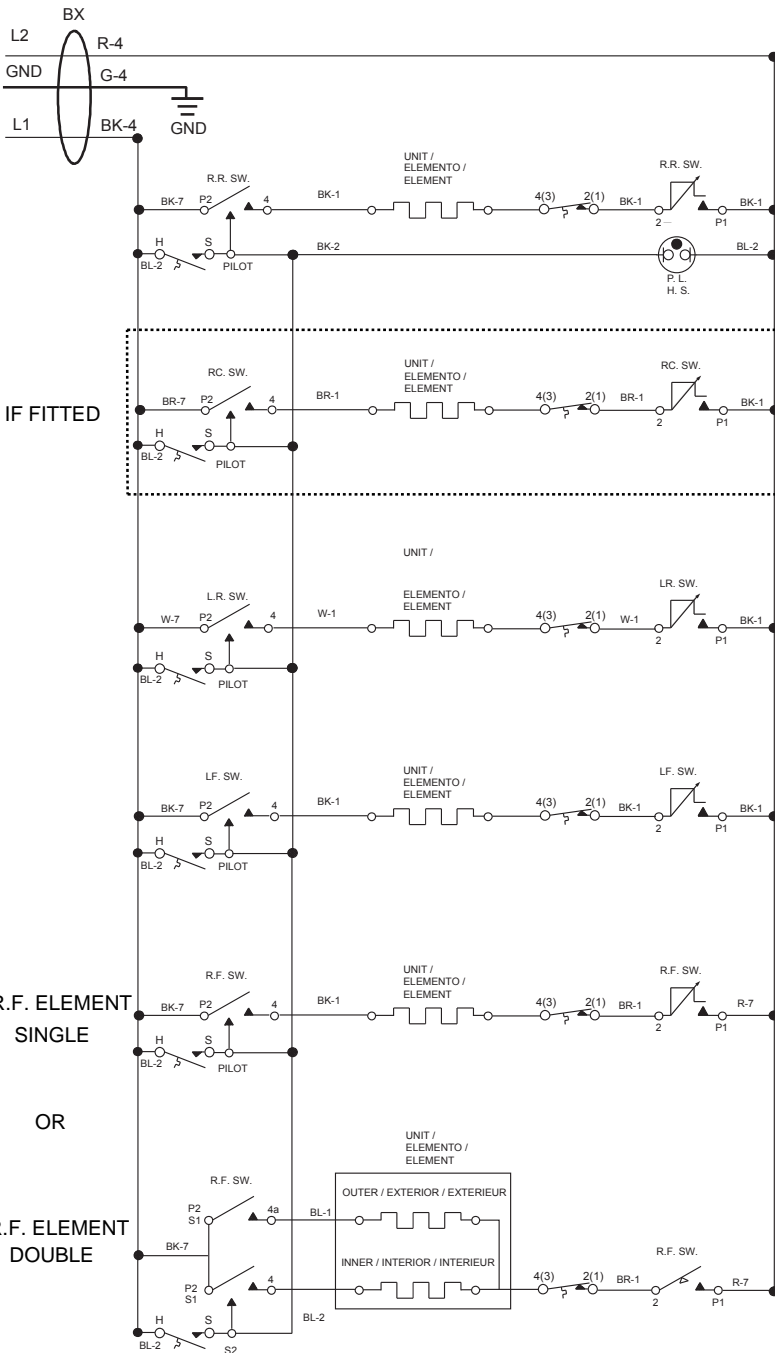 BX
L2
R-4
GND
G-4
L1
BK-4
GND
R.R. SW.
UNIT /
ELEMENTO /
ELEMENT
R.R. SW.
BK-7 P2 4 BK-1 4(3) 2(1) BK-1 2 P1 BK-1
H S BK-2 BL-2
BL-2 PILOT
P. L.
H. S.
IF FITTED
RC. SW.
UNIT /
ELEMENTO /
ELEMENT
RC. SW.
BR-7 P2 4 BR-1 4(3) 2(1) BR-1 2 P1 BK-1
H S
BL-2 PILOT
UNIT /
L.R. SW.
ELEMENTO /
ELEMENT
LR. SW.
W-7 P2 4 W-1 4(3) 2(1) W-1 2 P1 BK-1
H S
BL-2 PILOT
LF. SW.
UNIT /
ELEMENTO /
ELEMENT
LF. SW.
BK-7 P2 4 BK-1 4(3) 2(1) BK-1 2 P1 BK-1
H S
BL-2 PILOT
R.F. ELEMENT
SINGLE
R.F. SW.
UNIT /
ELEMENTO /
ELEMENT
R.F. SW.
BK-7 P2 4 BK-1 4(3) 2(1) BR-1 2 P1 R-7
H S
BL-2 PILOT
OR
UNIT /
ELEMENTO /
ELEMENT
R.F. ELEMENT
DOUBLE
R.F. SW.
OUTER / EXTERIOR / EXTERIEUR
P2
S1
4a BL-1
BK-7
INNER / INTERIOR / INTERIEUR
R.F. SW.
P2
S1
4 4(3) 2(1) BR-1 2 P1 R-7
H S BL-2
BL-2 S2